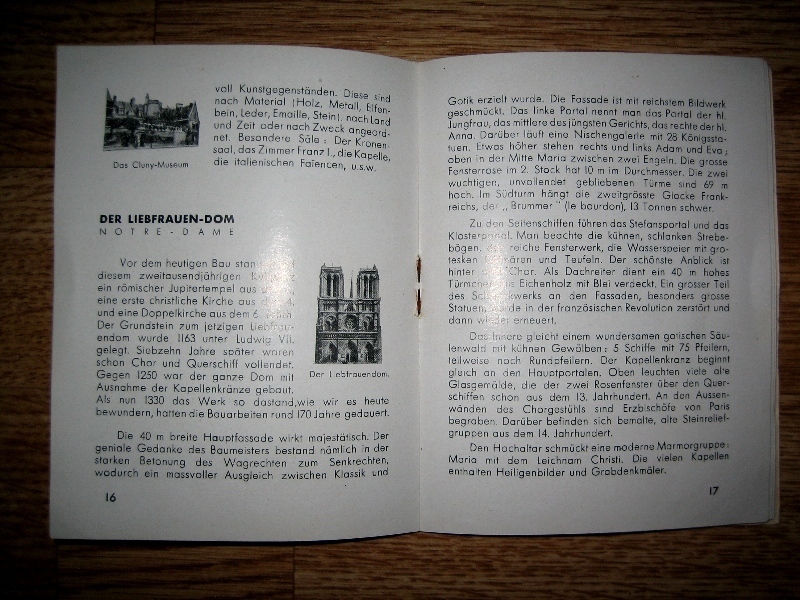 voll Kunstgegenständen. Diese sind
nach Material (Holz, Metall, Elfen-
bein, Leder, Emaille, Stein), nach Land
und Zeit oder nach Zweck angeord-
net. Besondere Säle: Der Kronen-
saal, das Zimmer Franz I., die Kapelle,
die italienischen Faïencen, u.s.w.
Das Cluny-Museum
DER LIEBFRAUEN-DOM
NOTRE-DAME
Vor dem heutigen Bau stan
diesem zweitausendjährigen
ein römischer Jupitertempel aus
eine erste christliche Kirche aus
und eine Doppelkirche aus dem 6.
Der Grundstein zum jetzigen Liebfrau-
endom wurde 1163 unter Ludwig VII.
gelegt. Siebzehn Jahre später waren
schon Chor und Querschiff vollendet.
Gegen 1250 war der ganze Dom mit
Ausnahme der Kapellenkränze gebaut.
Als nun 1330 das Werk so dastand, wie wir es heute
bewundern, hatten die Bauarbeiten rund 170 Jahre gedauert.
Der Liebfrauendom.
Die 40 m breite Hauptfassade wirkt majestätisch. Der
geniale Gedanke des Baumeisters bestand nämlich in der
starken Betonung des Wagrechten zum Senkrechten,
wodurch ein massvoller Ausgleich zwischen Klassik und
16
Gotik erzielt wurde. Die Fassade ist mit reichstem Bildwerk
geschmückt. Das linke Portal nennt man das Portal der hl.
Jungfrau, das mittlere des jüngsten Gerichts, das rechte der hl.
Anna. Darüber läuft eine Nischengalerie mit 28 Königssta-
tuen. Etwas höher stehen rechts und links Adam und Eva;
oben in der Mitte Maria zwischen zwei Engeln. Die grosse
Fensterrose im 2. Stock hat 10 m im Durchmesser. Die zwei
wuchtigen, unvollendet gebliebenen Türme sind 69 m
hoch. Im Südturm hängt die zweitgrösste Glocke Frank-
reichs, der „Brummer" (le bourdon), 13 Tonnen schwer.
Zu den Seitenschiffen führen das Stefansportal und das
Klosterportal. Man beachte die kühnen, schlanken Strebe-
bögen, reiche Fensterwerk, die Wasserspeier mit gro-
tesken und Teufeln. Der schönste Anblick ist
hinter Chor. Als Dachreiter dient ein 40 m hohes
Türmchen Eichenholz mit Blei verdeckt. Ein grosser Teil
des werks an den Fassaden, besonders grosse
Statuen, wurde in der französischen Revolution zerstört und
dann wieder erneuert.
Das Innere gleicht einem wundersamen gotischen Säu-
lenwald mit kühnen Gewölben: 5 Schiffe mit 75 Pfeilern,
teilweise noch Rundpfeilern. Der Kapellenkranz beginnt
gleich an den Hauptportalen. Oben leuchten viele alte
Glasgemälde, die der zwei Rosenfenster über den Quer-
schiffen schon aus dem 13. Jahrhundert. An den Aussen-
wänden des Chorgestühls sind Erzbischöfe von Paris
begraben. Darüber befinden sich bemalte, alte Steinrelief-
gruppen aus dem 14. Jahrhundert.
Den Hochaltar schmückt eine moderne Marmorgruppe:
Maria mit dem Leichnam Christi. Die vielen Kapellen
enthalten Heiligenbilder und Grabdenkmäler.
17